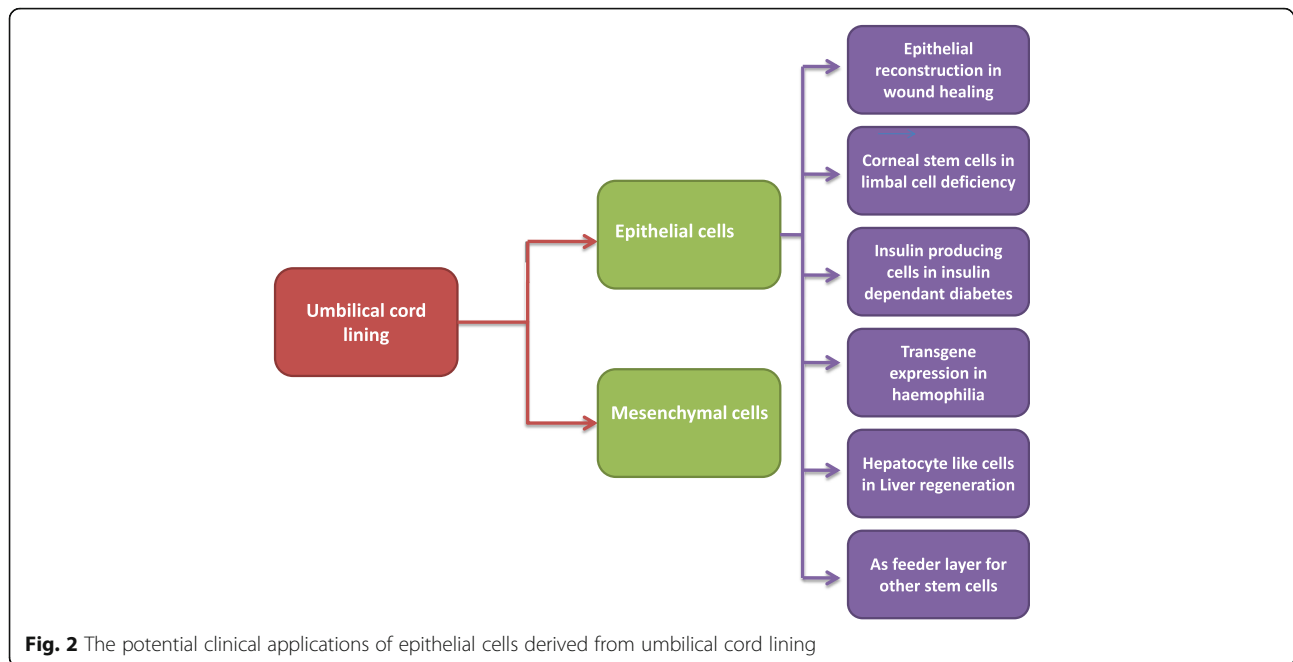 Umbilical cord
lining
Epithelial cells
Mesenchymal cells
Epithelial
reconstruction in
wound healing
Corneal stem cells in
limbal cell deficiency
Insulin producing
cells in insulin
dependant diabetes
Transgene
expression in
haemophilia
Hepatocyte like cells
in Liver regeneration
As feeder layer for
other stem cells
Fig. 2 The potential clinical applications of epithelial cells derived from umbilical cord lining